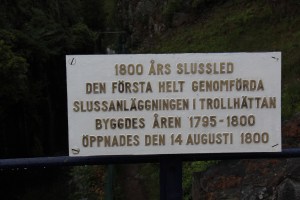 1800 ÅRS SLUSSLED
DEN FÖRSTA HELT GENOMFÖRDA
SLUSSANLÄGGNINGEN I TROLLHÄTTAN
BYGGDES ÅREN 1795-1800
ÖPPNADES DEN 14 AUGUSTI 1800